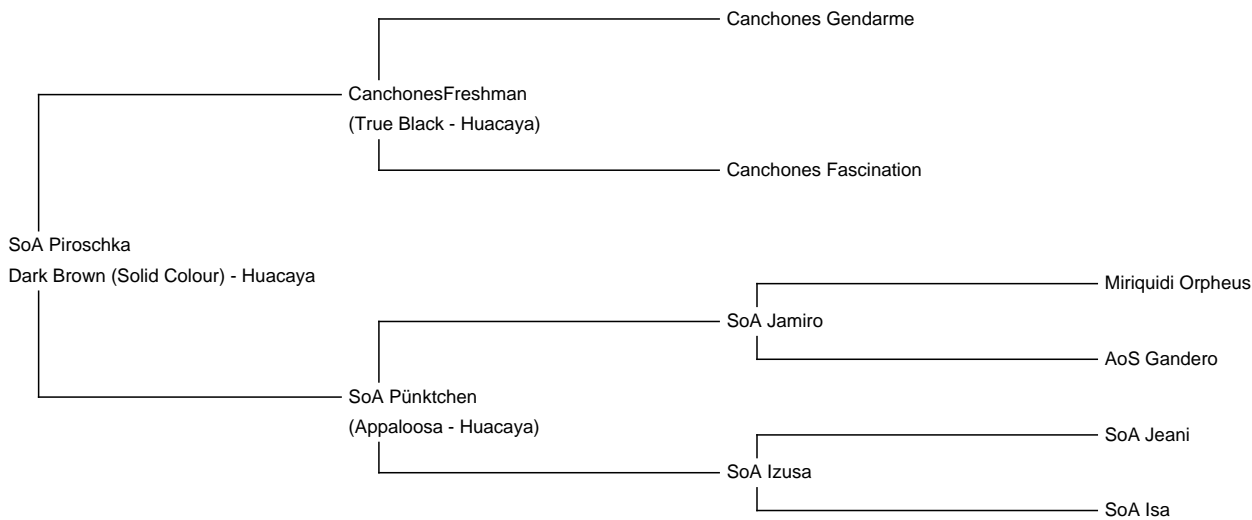 Canchones Gendarme
CanchonesFreshman
(True Black - Huacaya)
Canchones Fascination
SoA Piroschka
Dark Brown (Solid Colour) - Huacaya
Miriquidi Orpheus
SoA Jamiro
AoS Gandero
SoA Pünktchen
(Appaloosa - Huacaya)
SoA Jeani
SoA Izusa
SoA Isa